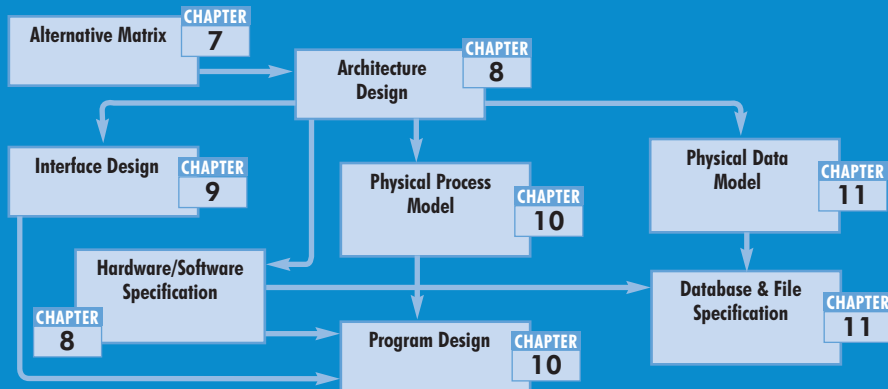 Alternative Matrix
CHAPTER
7
Architecture
Design
CHAPTER
8
Interface Design
CHAPTER
9
Physical Process
Model
CHAPTER
10
Physical Data
Model
CHAPTER
11
Hardware/Software
Specification
CHAPTER
8
Database & File
Specification
CHAPTER
11
Program Design
CHAPTER
10